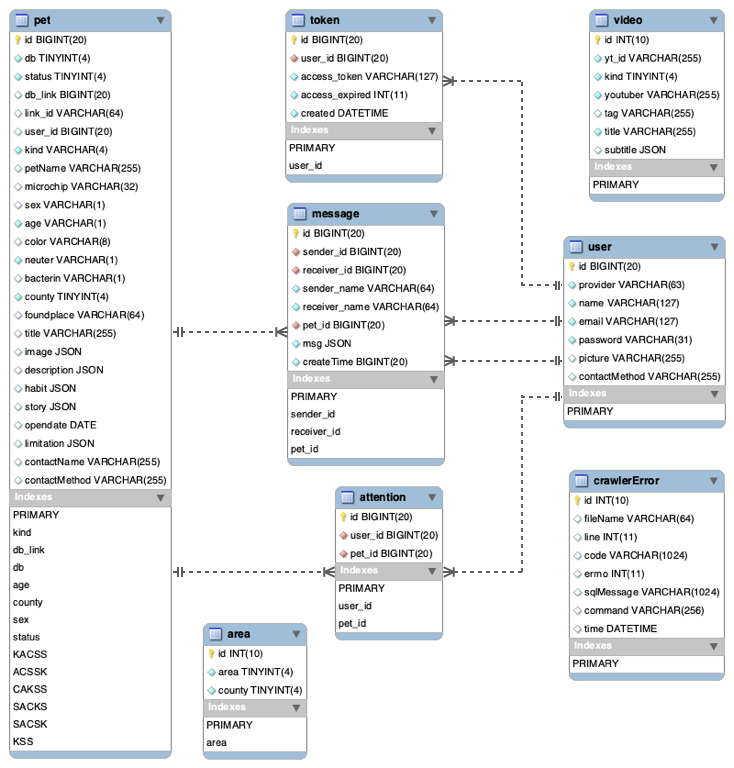 pet
id BIGINT(20)
db TINYINT(4)
status TINYINT(4)
db_link BIGINT(20)
link_id VARCHAR(64)
user_id BIGINT(20)
kind VARCHAR(4)
petName VARCHAR(255)
microchip VARCHAR(32)
sex VARCHAR(1)
age VARCHAR(1)
color VARCHAR(8)
neuter VARCHAR(1)
bacterin VARCHAR(1)
county TINYINT(4)
foundplace VARCHAR(64)
title VARCHAR(255)
image JSON
description JSON
habit JSON
story JSON
opendate DATE
limitation JSON
contactName VARCHAR(255)
contactMethod VARCHAR(255)
Indexes
PRIMARY
kind
db_link
db
age
county
sex
status
KACSS
ACSSK
CAKSS
SACKS
SACSK
KSS
token
id BIGINT(20)
user_id BIGINT(20)
access_token VARCHAR(127)
access_expired INT(11)
created DATETIME
Indexes
PRIMARY
user_id
message
id BIGINT(20)
sender_id BIGINT(20)
receiver_id BIGINT(20)
sender_name VARCHAR(64)
receiver_name VARCHAR(64)
pet_id BIGINT(20)
msg JSON
createTime BIGINT(20)
Indexes
PRIMARY
sender_id
receiver_id
pet_id
attention
id BIGINT(20)
user_id BIGINT(20)
pet_id BIGINT(20)
Indexes
PRIMARY
user_id
pet_id
area
id INT(10)
area TINYINT(4)
county TINYINT(4)
Indexes
PRIMARY
area
video
id INT(10)
yt_id VARCHAR(255)
kind TINYINT(4)
youtuber VARCHAR(255)
tag VARCHAR(255)
title VARCHAR(255)
subtitle JSON
Indexes
PRIMARY
user
id BIGINT(20)
provider VARCHAR(63)
name VARCHAR(127)
email VARCHAR(127)
password VARCHAR(31)
picture VARCHAR(255)
contactMethod VARCHAR(255)
Indexes
PRIMARY
crawlerError
id INT(10)
fileName VARCHAR(64)
line INT(11)
code VARCHAR(1024)
errno INT(11)
sqlMessage VARCHAR(1024)
command VARCHAR(256)
time DATETIME
Indexes
PRIMARY